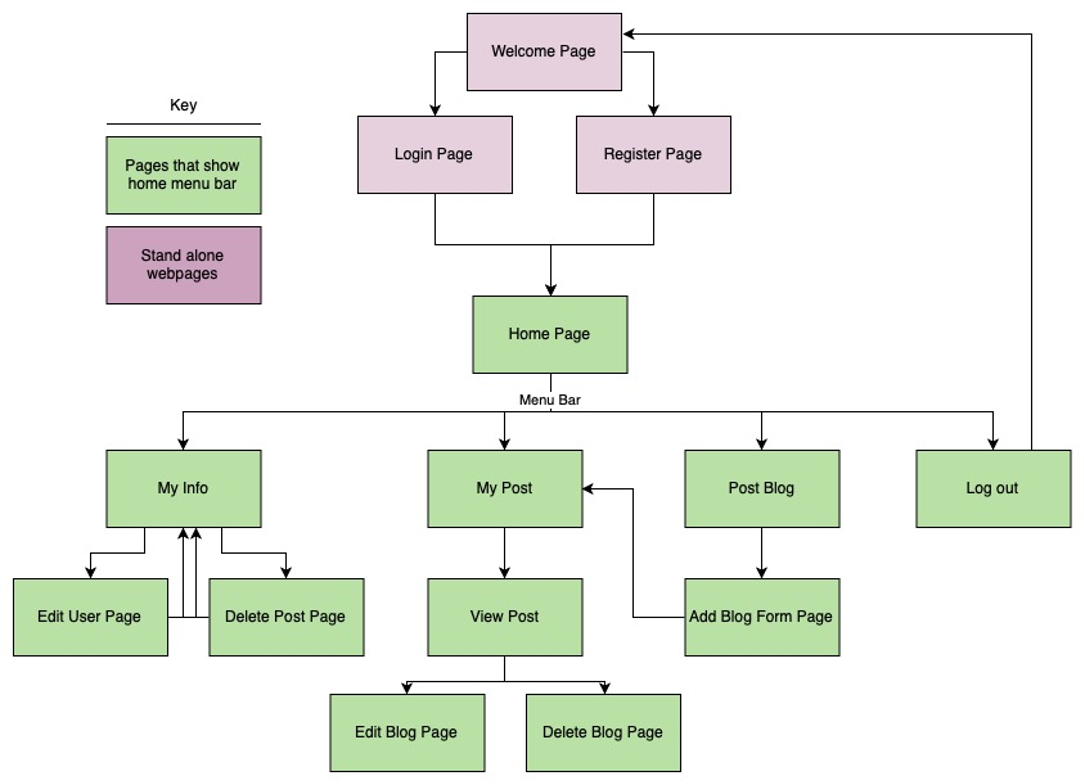 Welcome Page
Key
Login Page
Register Page
Pages that show
home menu bar
Stand alone
webpages
Home Page
Menu Bar
My Info
My Post
Post Blog
Log out
Edit User Page
Delete Post Page
View Post
Add Blog Form Page
Edit Blog Page
Delete Blog Page